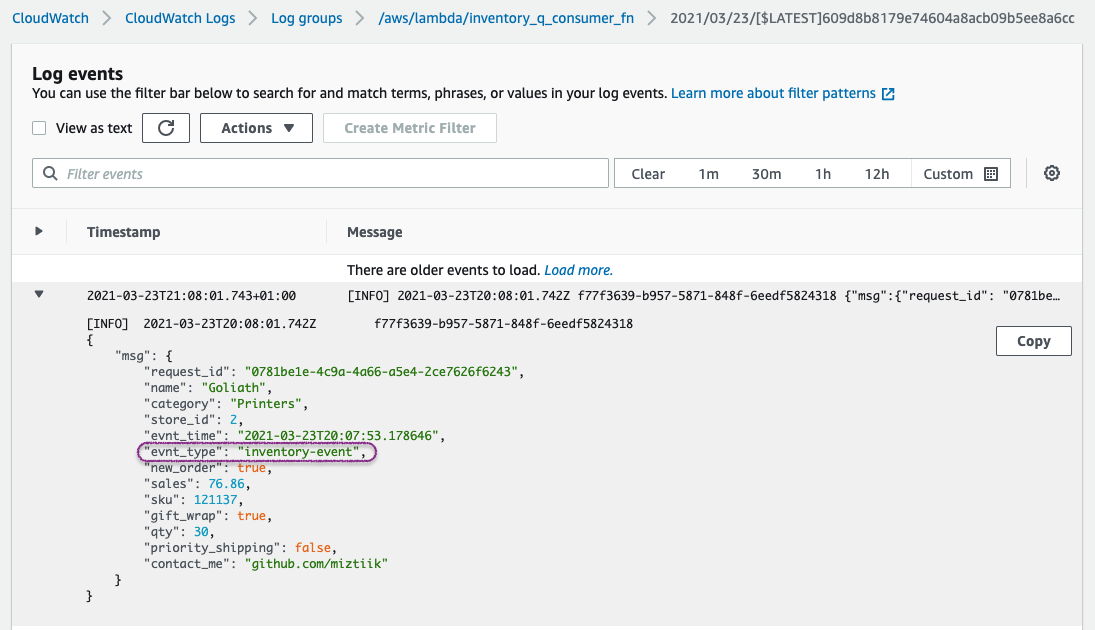 CloudWatch > CloudWatch Logs > Log groups > /aws/lambda/inventory_q_consumer_fn > 2021/03/23/[$LATEST]609d8b8179e74604a8acb09b5ee8a6cc
Log events
You can use the filter bar below to search for and match terms, phrases, or values in your log events. Learn more about filter patterns
View as text Actions ▼ Create Metric Filter
Filter events Clear 1m 30m 1h 12h Custom
▶ Timestamp Message
There are older events to load. Load more.
▼ 2021-03-23T21:08:01.743+01:00 [INFO] 2021-03-23T20:08:01.742Z f77f3639-b957-5871-848f-6eedf5824318 {"msg":{"request_id": "0781be…
[INFO] 2021-03-23T20:08:01.742Z f77f3639-b957-5871-848f-6eedf5824318
{
Copy
"msg": {
"request_id": "0781be1e-4c9a-4a66-a5e4-2ce7626f6243",
"name": "Goliath",
"category": "Printers",
"store_id": 2,
"evnt_time": "2021-03-23T20:07:53.178646",
"evnt_type": "inventory-event",
"new_order": true,
"sales": 76.86,
"sku": 121137,
"gift_wrap": true,
"qty": 30,
"priority_shipping": false,
"contact_me": "github.com/miztiik"
}
}